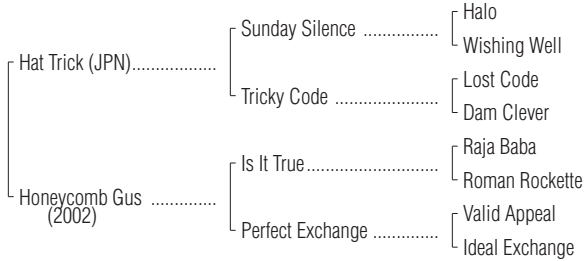 Halo
Sunday Silence ................
Wishing Well
Hat Trick (JPN)..................
Lost Code
Tricky Code ......................
Dam Clever
Raja Baba
Is It True............................
Roman Rockette
Honeycomb Gus ..............
(2002)
Valid Appeal
Perfect Exchange ..............
Ideal Exchange